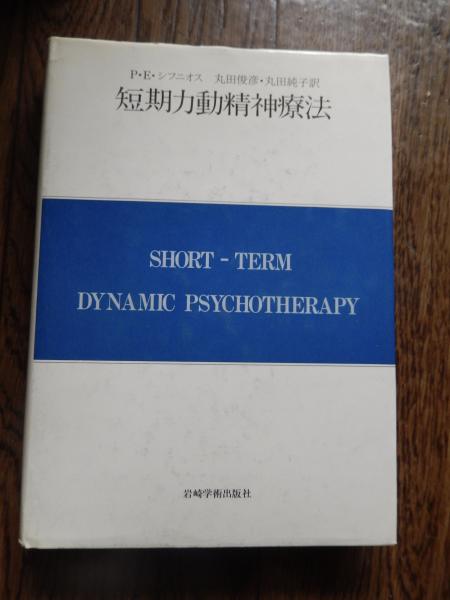 P・E・シフニオス 丸田俊彦・丸田純子訳
短期力動精神療法
SHORT - TERM
DYNAMIC PSYCHOTHERAPY
岩崎学術出版社